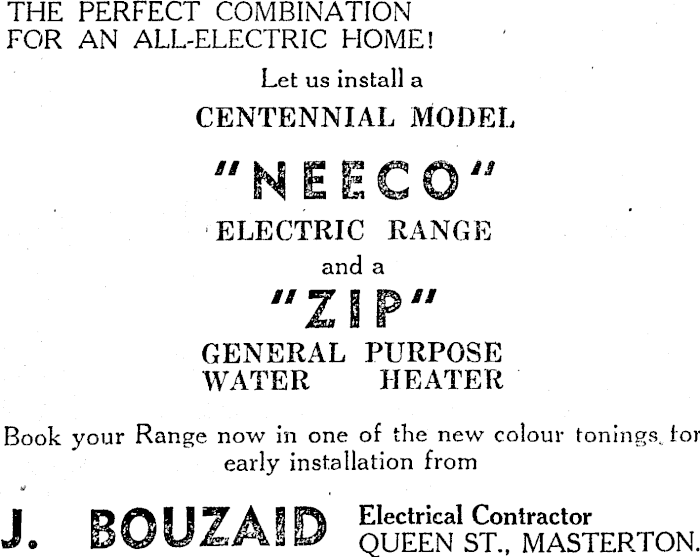 THE PERFECT COMBINATION
FOR AN ALL-ELECTRIC HOME!
Let us install a
CENTENNIAL MODEL
"NEECO"
ELECTRIC RANGE
and a
"ZIP"
GENERAL PURPOSE
WATER HEATER
Book your Range now in one of the new colour tonings, for
early installation from
J. BOUZAID Electrical Contractor
QUEEN ST., MASTERTON.